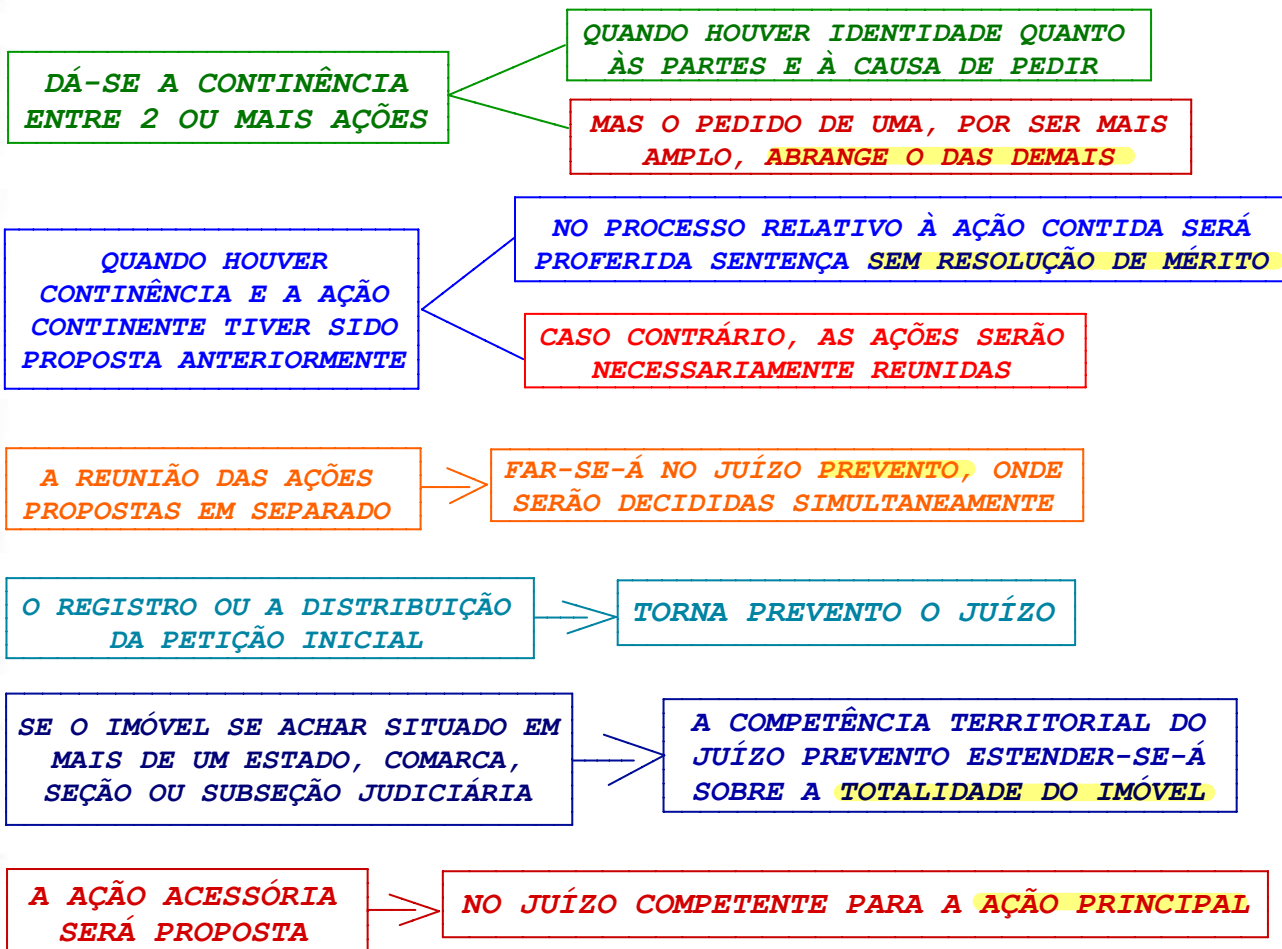 DÁ-SE A CONTINÊNCIA
ENTRE 2 OU MAIS AÇÕES
QUANDO HOUVER IDENTIDADE QUANTO
ÀS PARTES E À CAUSA DE PEDIR
MAS O PEDIDO DE UMA, POR SER MAIS
AMPLO, ABRANGE O DAS DEMAIS
QUANDO HOUVER
CONTINÊNCIA E A AÇÃO
CONTINENTE TIVER SIDO
PROPOSTA ANTERIORMENTE
NO PROCESSO RELATIVO À AÇÃO CONTIDA SERÁ
PROFERIDA SENTENÇA SEM RESOLUÇÃO DE MÉRITO
CASO CONTRÁRIO, AS AÇÕES SERÃO
NECESSARIAMENTE REUNIDAS
A REUNIÃO DAS AÇÕES
PROPOSTAS EM SEPARADO
FAR-SE-Á NO JUÍZO PREVENTO, ONDE
SERÃO DECIDIDAS SIMULTANEAMENTE
O REGISTRO OU A DISTRIBUIÇÃO
DA PETIÇÃO INICIAL
TORNA PREVENTO O JUÍZO
SE O IMÓVEL SE ACHAR SITUADO EM
MAIS DE UM ESTADO, COMARCA,
SEÇÃO OU SUBSEÇÃO JUDICIÁRIA
A COMPETÊNCIA TERRITORIAL DO
JUÍZO PREVENTO ESTENDER-SE-Á
SOBRE A TOTALIDADE DO IMÓVEL
A AÇÃO ACESSÓRIA
SERÁ PROPOSTA
NO JUÍZO COMPETENTE PARA A AÇÃO PRINCIPAL